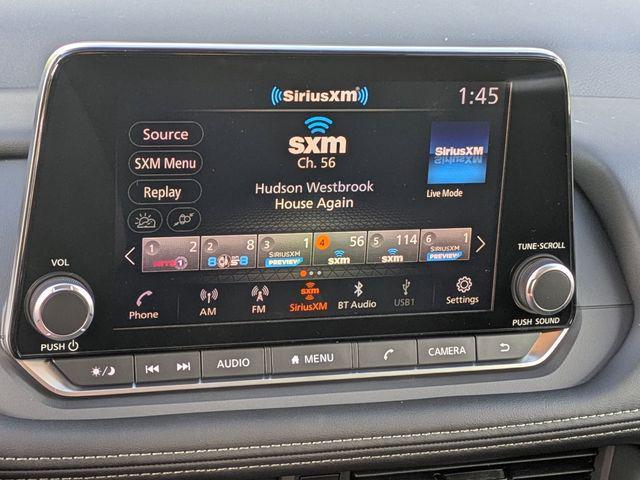 SiriusXM
1:45
Source
SXM Menu
Replay
sxm
Ch. 56
Hudson Westbrook
House Again
SiriusXM
Live Mode
1 2
2 8
3 1
4 56
5 114
6 1
SiriusXM
PREVIEW
sxm
sxm
SiriusXM
PREVIEW
Phone
AM
FM
sxm
SiriusXM
BT Audio
USB1
Settings
VOL
PUSH
TUNE·SCROLL
PUSH SOUND
AUDIO
MENU
CAMERA